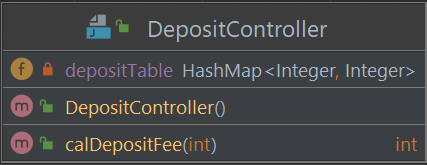 DepositController
f depositTable HashMap<Integer, Integer>
m DepositController()
m calDepositFee(int) int